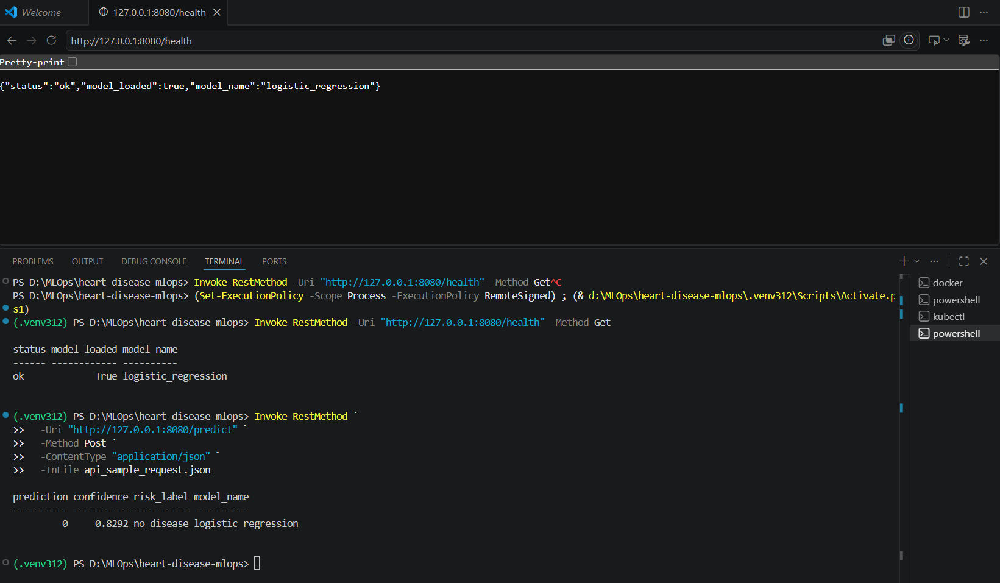 Welcome
127.0.0.1:8080/health
http://127.0.0.1:8080/health
Pretty-print
{"status":"ok","model_loaded":true,"model_name":"logistic_regression"}
PROBLEMS OUTPUT DEBUG CONSOLE TERMINAL PORTS
PS D:\MLOps\heart-disease-mlops> Invoke-RestMethod -Uri "http://127.0.0.1:8080/health" -Method Get^C
PS D:\MLOps\heart-disease-mlops> (Set-ExecutionPolicy -Scope Process -ExecutionPolicy RemoteSigned) ; (& d:\MLOps\heart-disease-mlops\.venv312\Scripts\Activate.p
s1)
(.venv312) PS D:\MLOps\heart-disease-mlops> Invoke-RestMethod -Uri "http://127.0.0.1:8080/health" -Method Get
status model_loaded model_name
------ ------------ ----------
ok True logistic_regression
(.venv312) PS D:\MLOps\heart-disease-mlops> Invoke-RestMethod `
>> -Uri "http://127.0.0.1:8080/predict" `
>> -Method Post `
>> -ContentType "application/json" `
>> -InFile api_sample_request.json
prediction confidence risk_label model_name
---------- ---------- ---------- ----------
0 0.8292 no_disease logistic_regression
(.venv312) PS D:\MLOps\heart-disease-mlops>
docker
powershell
kubectl
powershell